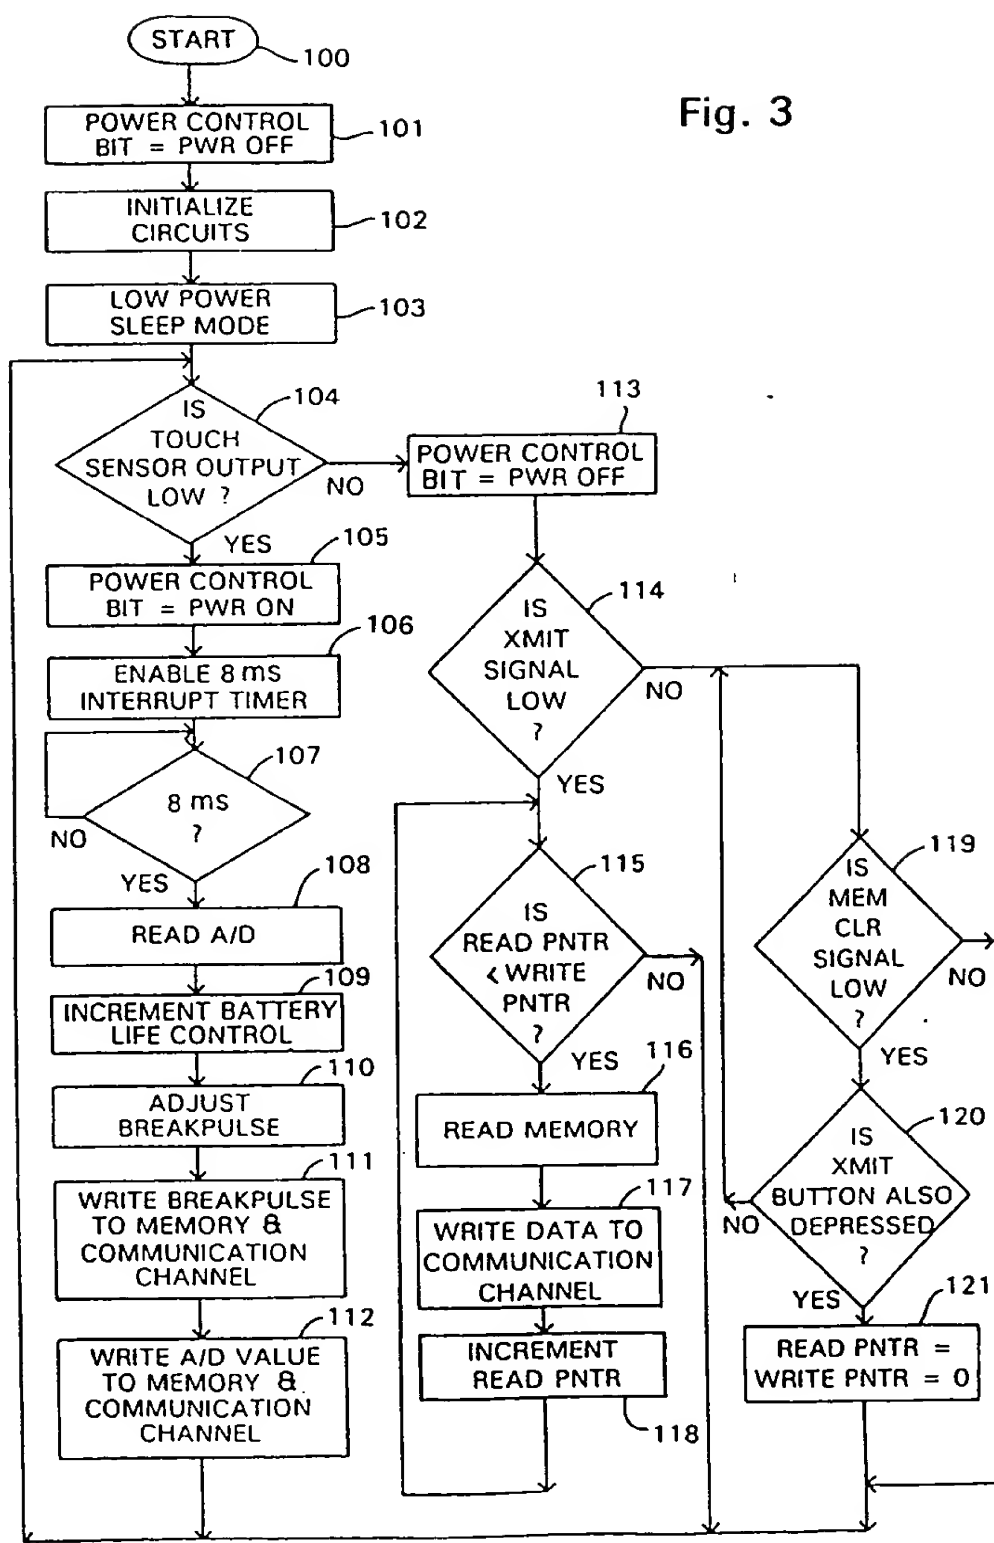 START
100
Fig. 3
POWER CONTROL
BIT = PWR OFF
101
INITIALIZE
CIRCUITS
102
LOW POWER
SLEEP MODE
103
IS
TOUCH
SENSOR OUTPUT
LOW ?
104
NO
YES
POWER CONTROL
BIT = PWR ON
105
ENABLE 8 ms
INTERRUPT TIMER
106
8 ms
?
107
NO
YES
READ A/D
108
INCREMENT BATTERY
LIFE CONTROL
109
ADJUST
BREAKPULSE
110
WRITE BREAKPULSE
TO MEMORY &
COMMUNICATION
CHANNEL
111
WRITE A/D VALUE
TO MEMORY &
COMMUNICATION
CHANNEL
112
113
POWER CONTROL
BIT = PWR OFF
IS
XMIT
SIGNAL
LOW
?
114
NO
YES
IS
READ PNTR
< WRITE
PNTR
?
115
NO
YES
READ MEMORY
116
WRITE DATA TO
COMMUNICATION
CHANNEL
117
INCREMENT
READ PNTR
118
IS
MEM
CLR
SIGNAL
LOW
?
119
NO
YES
IS
XMIT
BUTTON ALSO
DEPRESSED
?
120
NO
YES
READ PNTR =
WRITE PNTR = 0
121